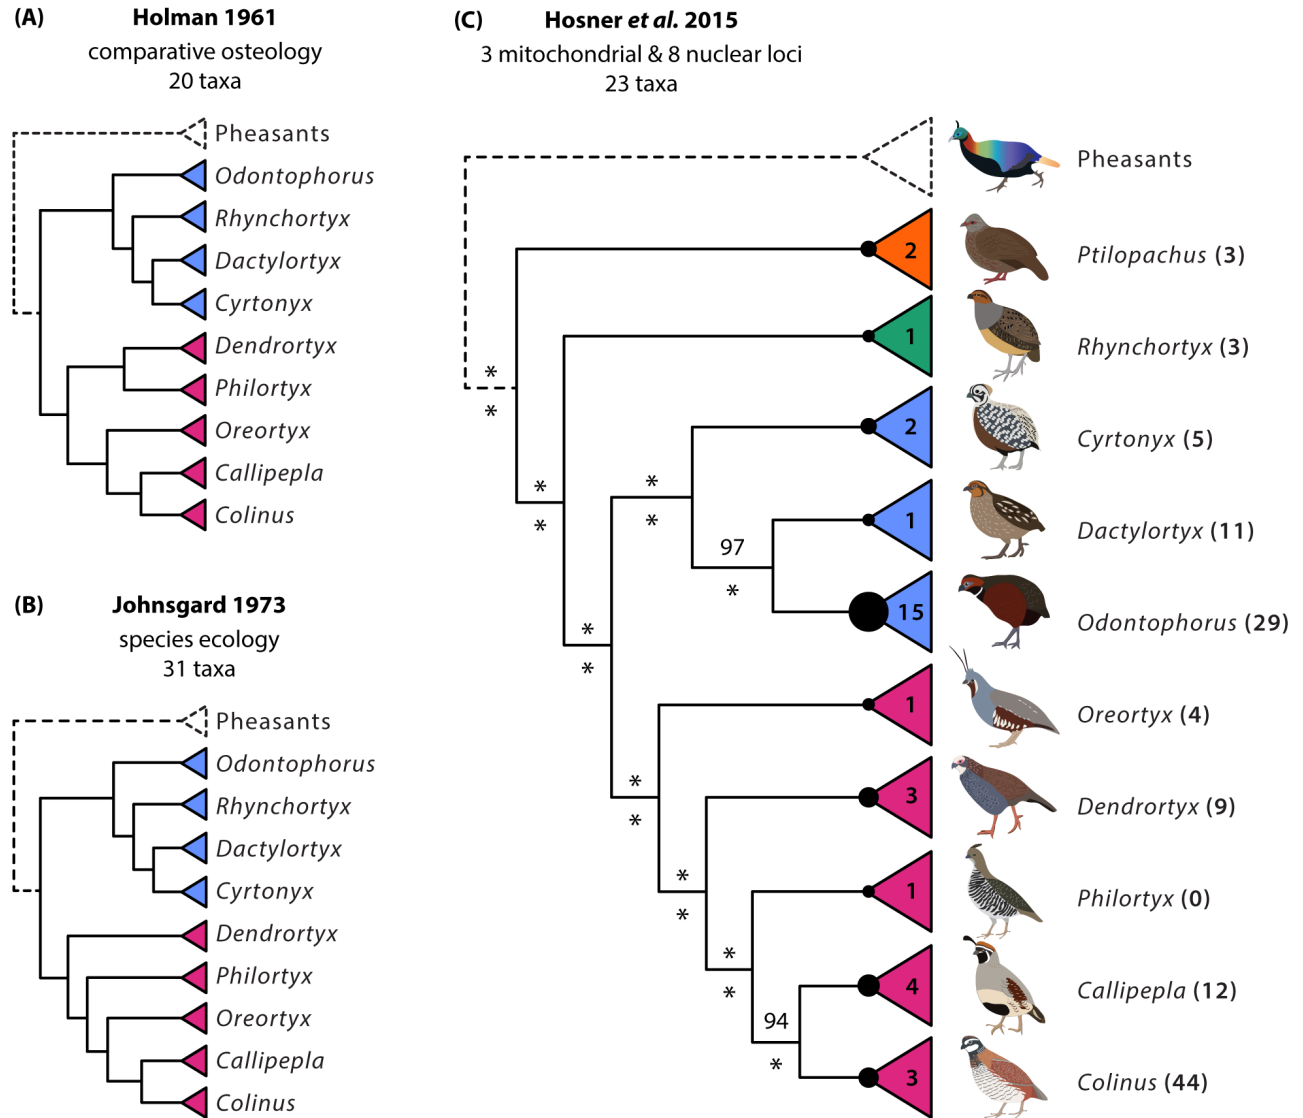 (A) Holman 1961
comparative osteology
20 taxa
Pheasants
Odontophorus
Rhynchortyx
Dactylortyx
Cyrtonyx
Dendrortyx
Philortyx
Oreortyx
Callipepla
Colinus
(B) Johnsgard 1973
species ecology
31 taxa
Pheasants
Odontophorus
Rhynchortyx
Dactylortyx
Cyrtonyx
Dendrortyx
Philortyx
Oreortyx
Callipepla
Colinus
(C) Hosner et al. 2015
3 mitochondrial & 8 nuclear loci
23 taxa
Pheasants
2 Ptilopachus (3)
1 Rhynchortyx (3)
*
*
2 Cyrtonyx (5)
*
*
*
*
1 Dactylortyx (11)
97
*
15 Odontophorus (29)
*
*
1 Oreortyx (4)
*
*
3 Dendrortyx (9)
*
*
1 Philortyx (0)
*
*
4 Callipepla (12)
94
*
3 Colinus (44)